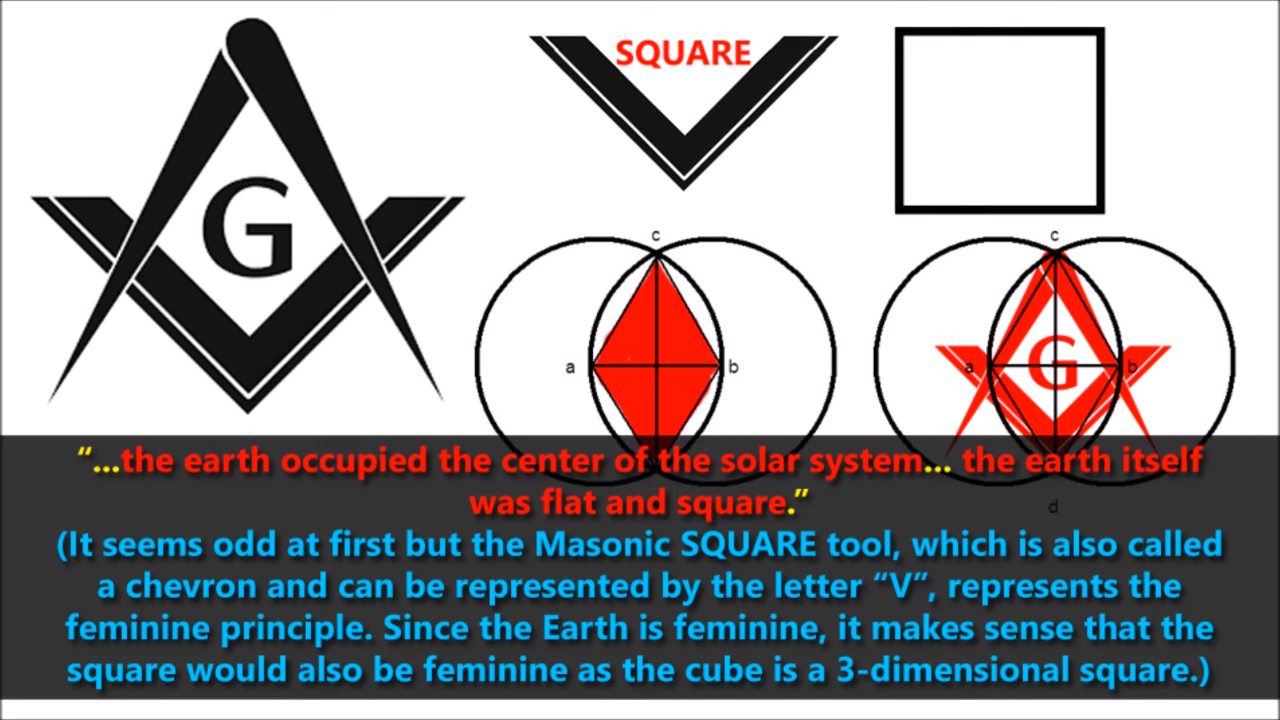 SQUARE
G
c
c
a
b
a
G
b
“...the earth occupied the center of the solar system... the earth itself
was flat and square.”
d
(It seems odd at first but the Masonic SQUARE tool, which is also called
a chevron and can be represented by the letter “V”, represents the
feminine principle. Since the Earth is feminine, it makes sense that the
square would also be feminine as the cube is a 3-dimensional square.)